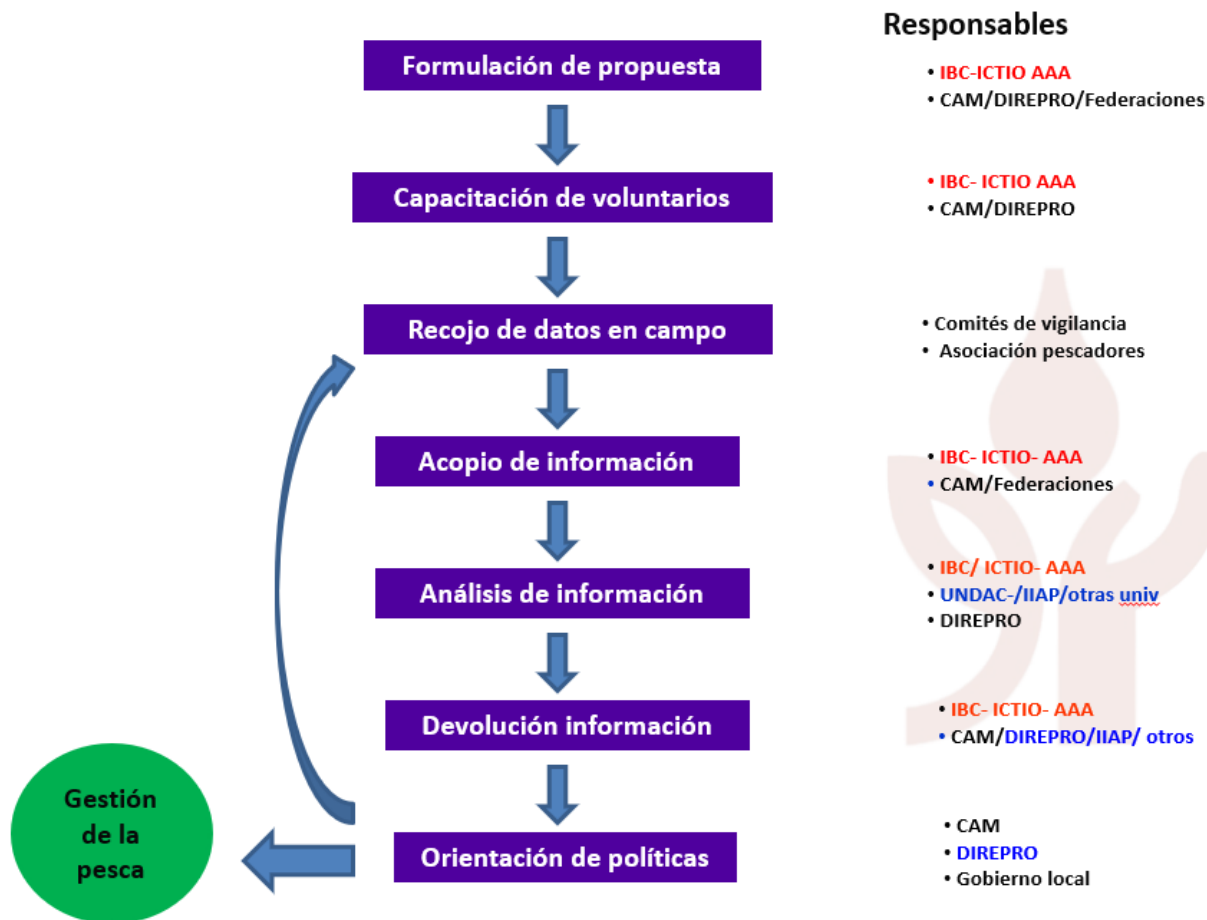 Responsables
Formulación de propuesta
• IBC-ICTIO AAA
• CAM/DIREPRO/Federaciones
Capacitación de voluntarios
• IBC- ICTIO AAA
• CAM/DIREPRO
Recojo de datos en campo
• Comités de vigilancia
• Asociación pescadores
Acopio de información
• IBC- ICTIO- AAA
• CAM/Federaciones
Análisis de información
• IBC/ ICTIO- AAA
• UNDAC-/IIAP/otras univ
• DIREPRO
Devolución información
• IBC- ICTIO- AAA
• CAM/DIREPRO/IIAP/ otros
Gestión
de la
pesca
Orientación de políticas
• CAM
• DIREPRO
• Gobierno local